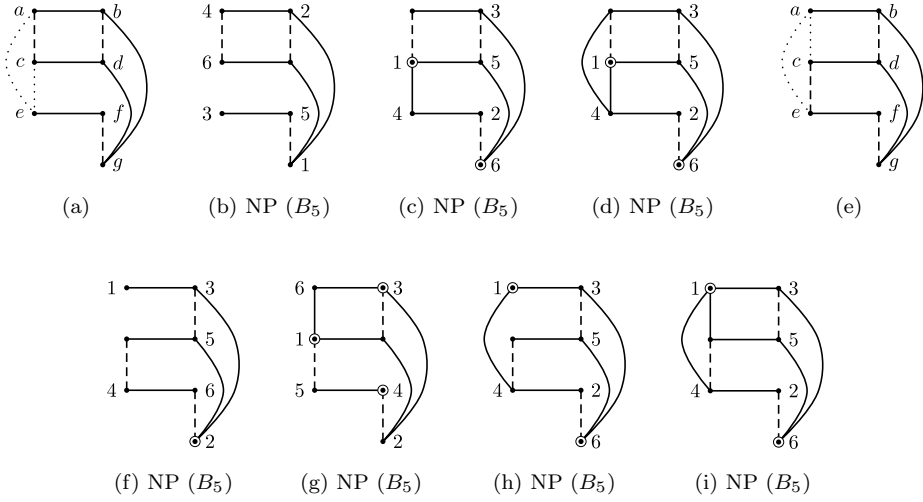 a b 4 2 3 3 a b
c d 6 1 5 1 5 c d
e f 3 5 4 2 4 2 e f
g 1 6 6 g
(a) (b) NP (B₅) (c) NP (B₅) (d) NP (B₅) (e)
1 3 6 3 1 3 1 3
5 1 5 5
4 6 5 4 4 2 4 2
2 2 6 6
(f) NP (B₅) (g) NP (B₅) (h) NP (B₅) (i) NP (B₅)